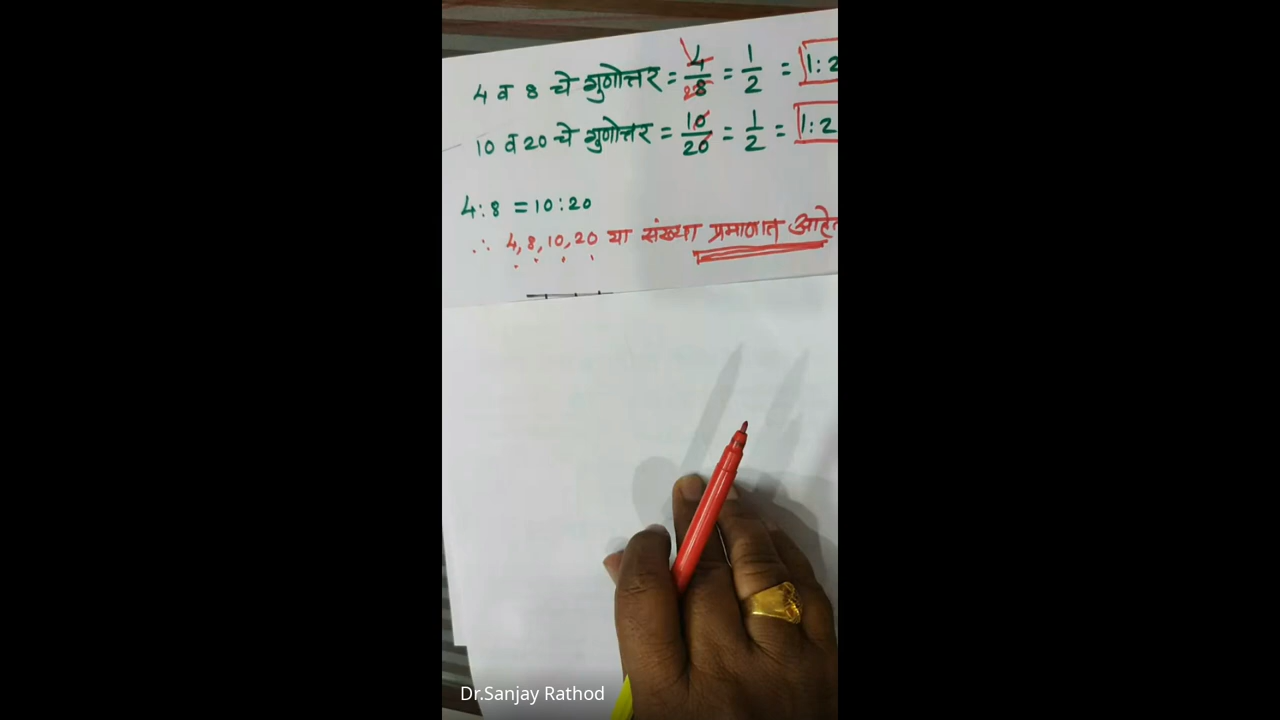 4 व 8 चे गुणोत्तर = 4/8 = 1/2 = 1:2
10 व 20 चे गुणोत्तर = 10/20 = 1/2 = 1:2
4:8 = 10:20
∴ 4, 8, 10, 20 या संख्या प्रमाणात आहेत
Dr.Sanjay Rathod